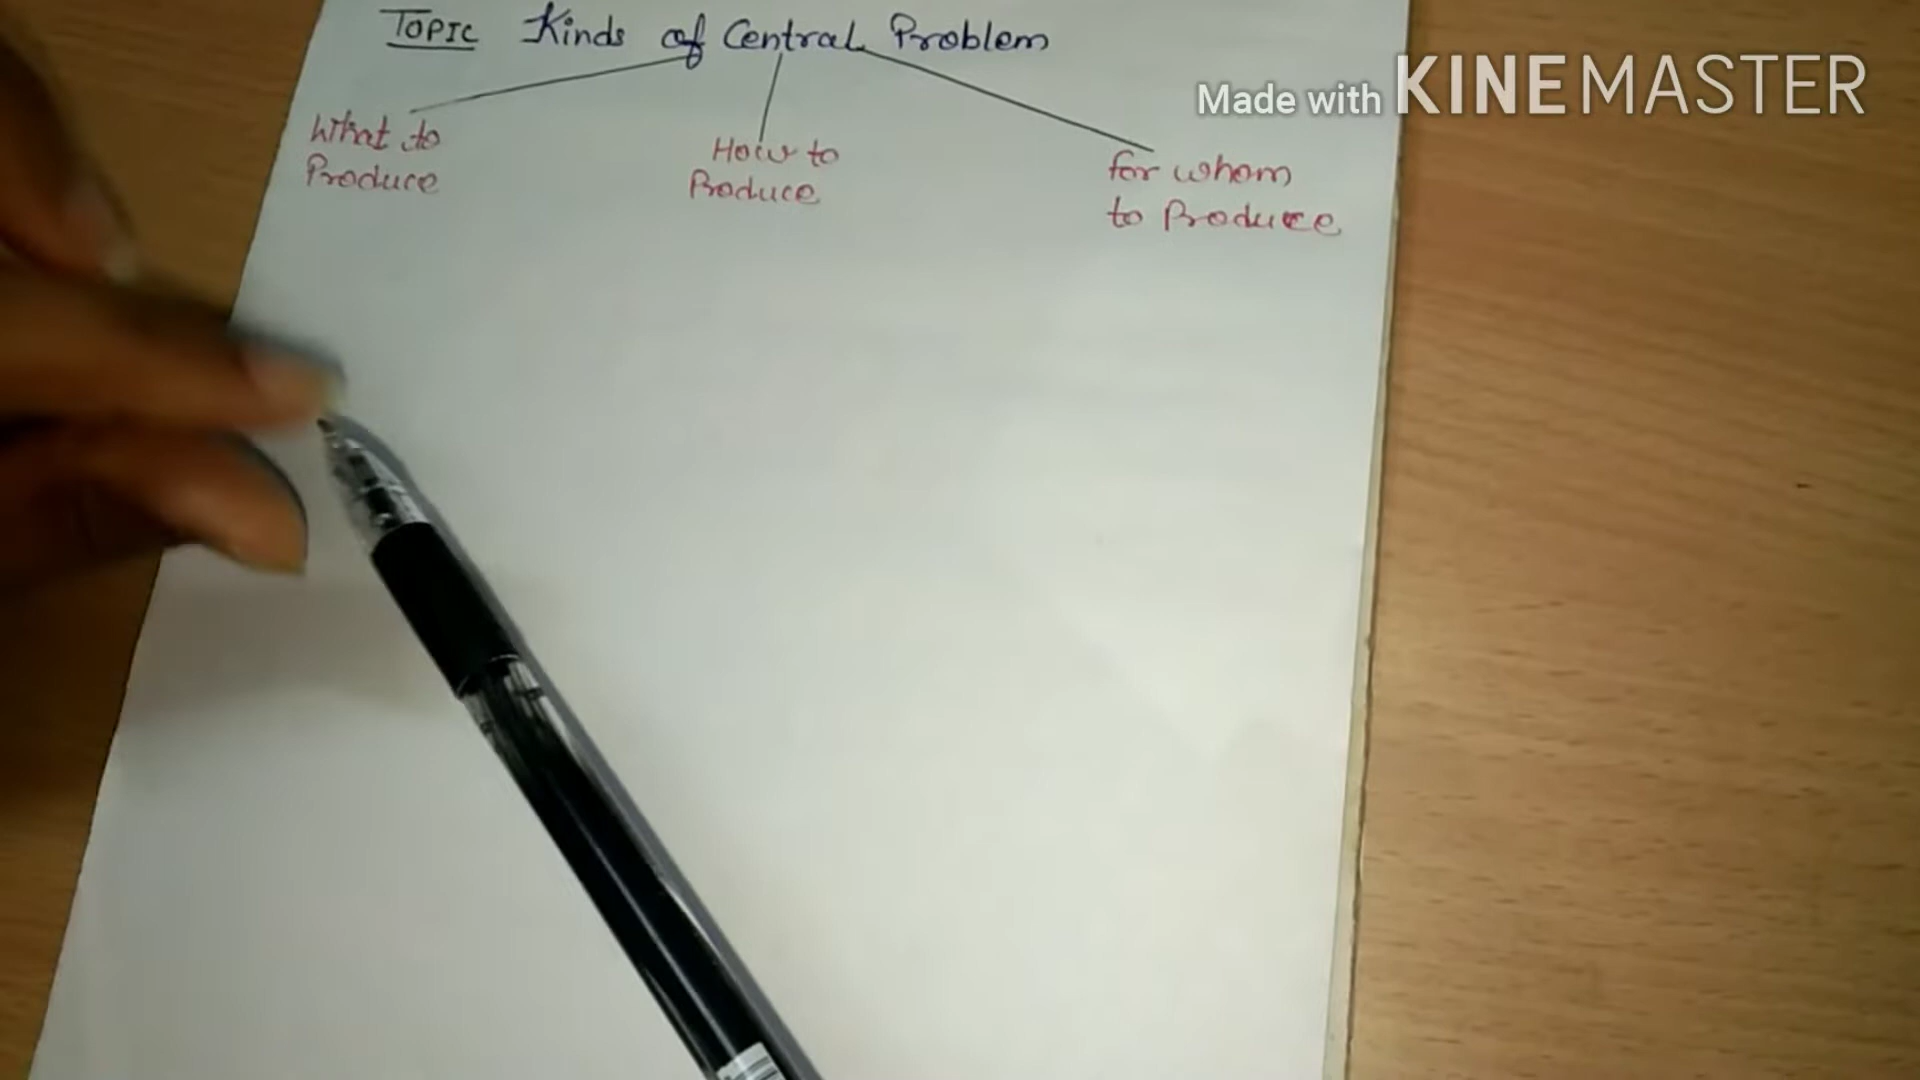 Topic Kinds of Central Problem
Made with KINEMASTER
What to
Produce
How to
Produce
for whom
to Produce